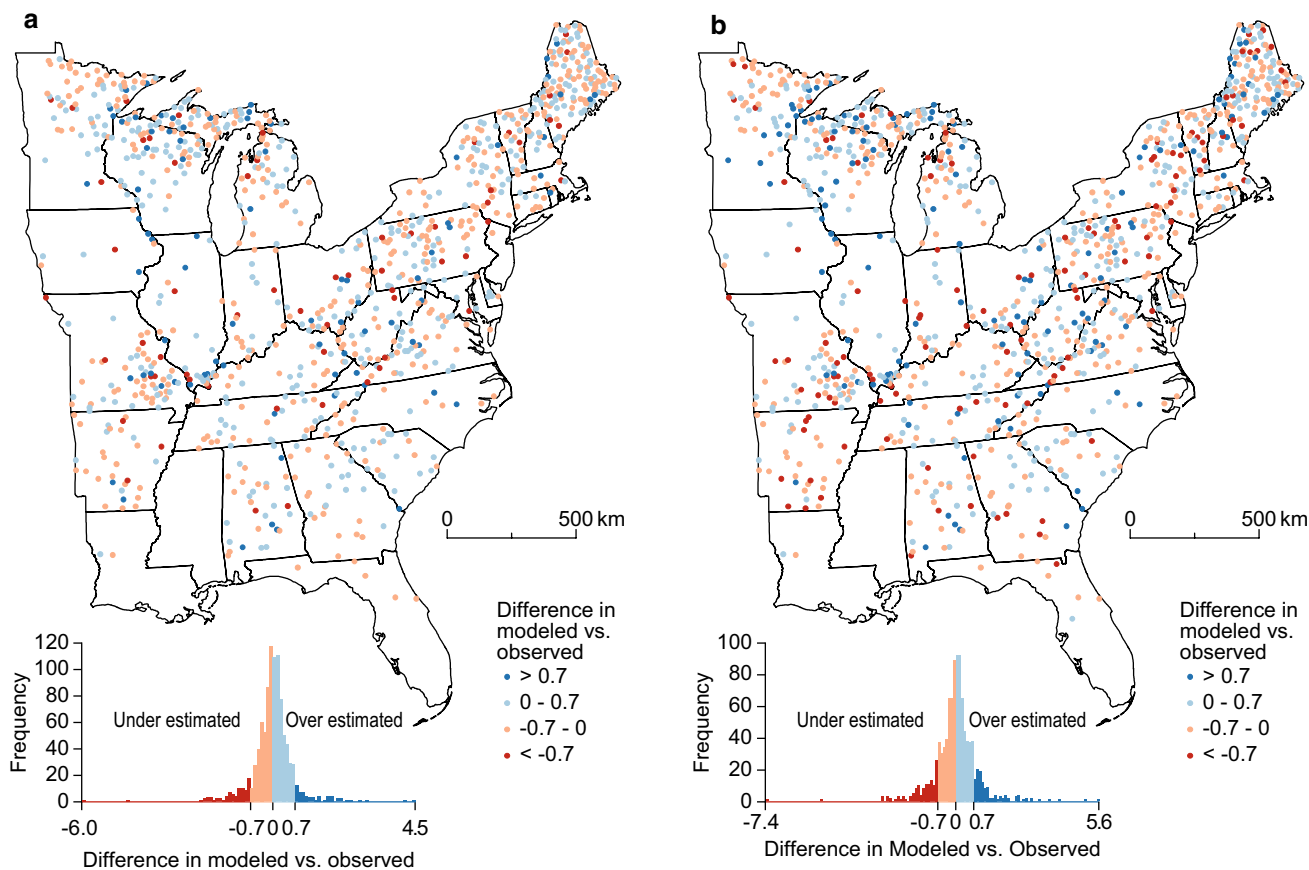 a
0 500 km
Difference in
modeled vs.
observed
> 0.7
0 - 0.7
-0.7 - 0
< -0.7
120
100
80
60
40
20
0
Frequency
Under estimated
Over estimated
-6.0
-0.7
0
0.7
4.5
Difference in modeled vs. observed
b
0 500 km
Difference in
modeled vs.
observed
> 0.7
0 - 0.7
-0.7 - 0
< -0.7
100
80
60
40
20
0
Frequency
Under estimated
Over estimated
-7.4
-0.7
0
0.7
5.6
Difference in Modeled vs. Observed